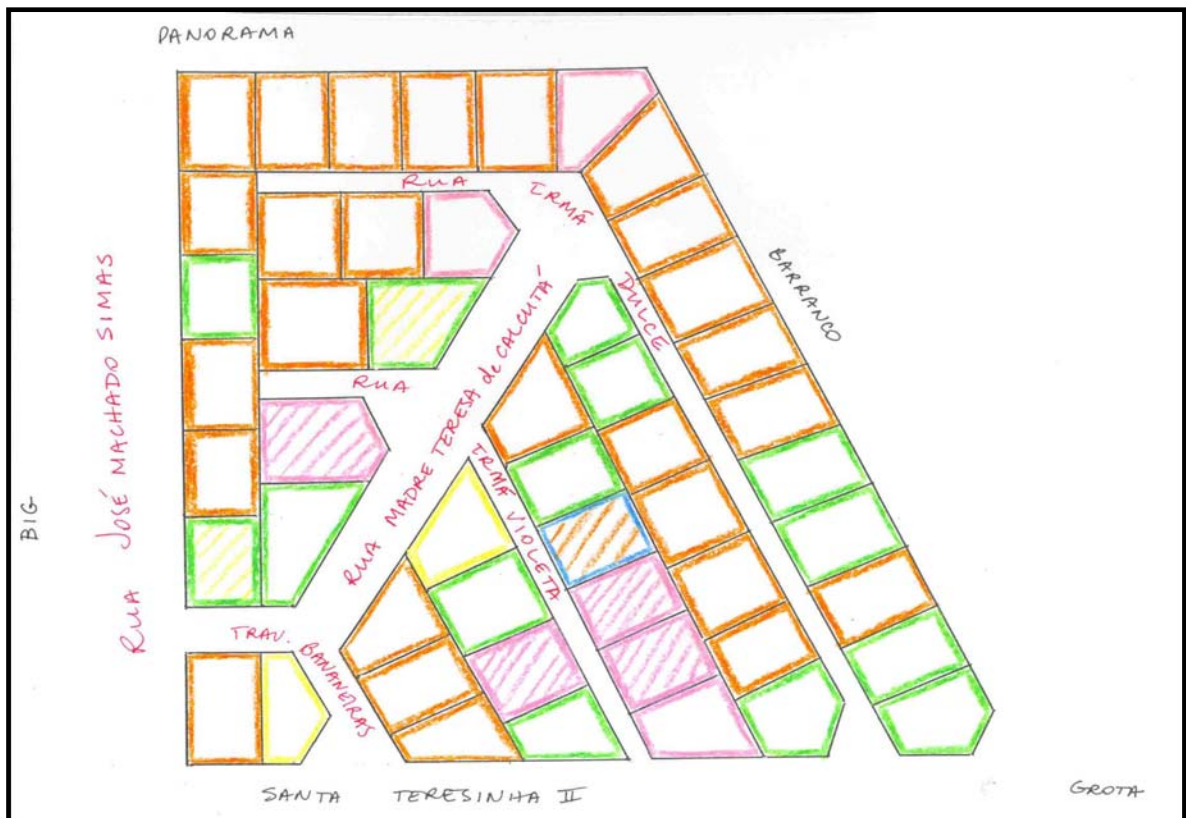 PANORAMA
RUA
IRMÃ
DULCE
BARRANCO
RUA JOSÉ MACHADO SIMAS
RUA
RUA MADRE TERESA de CALCUTÁ
IRMÃ VIOLETA
BIG
TRAV. BANANEIRAS
SANTA TERESINHA II
GROTA